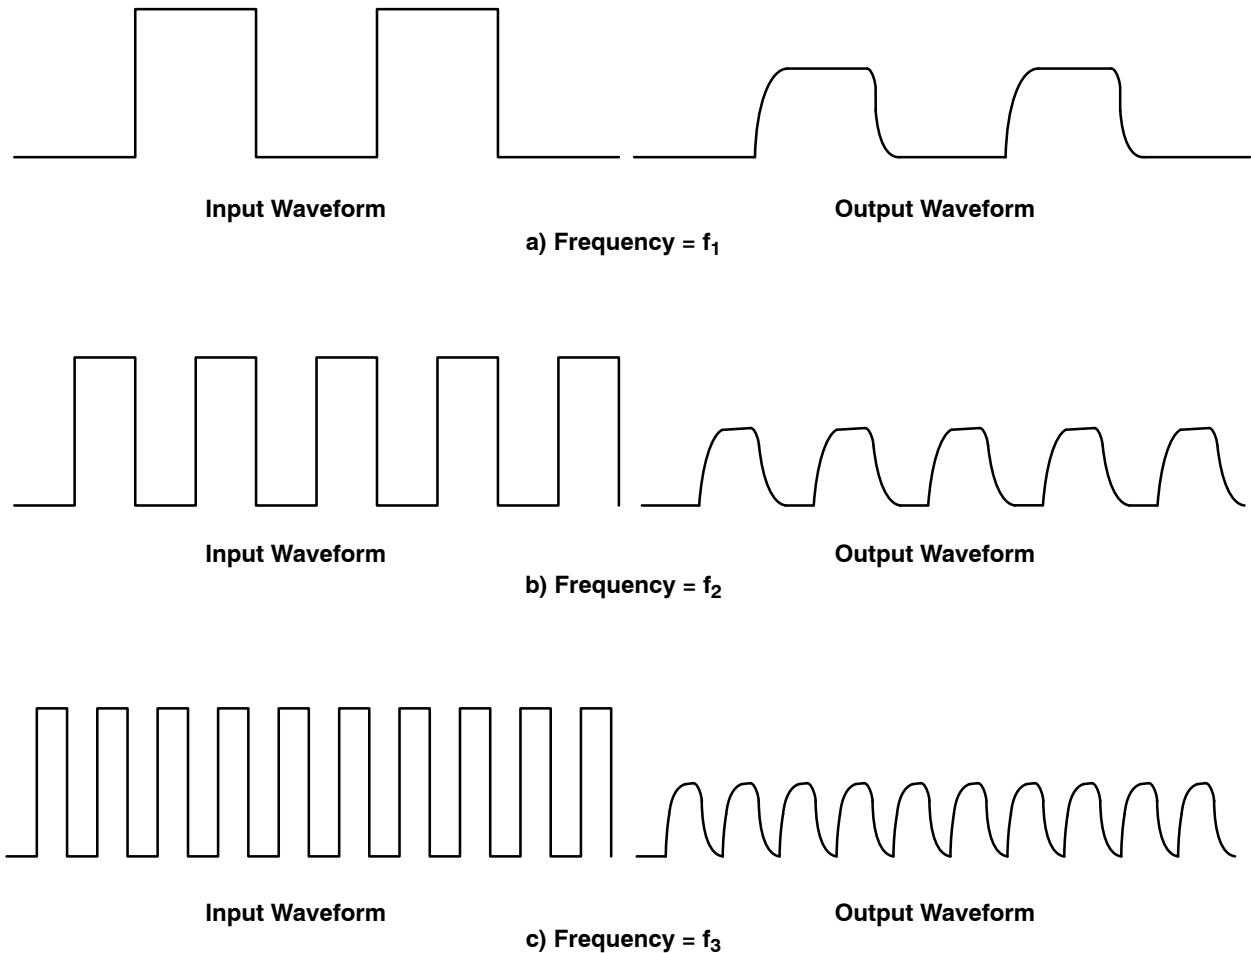 Input Waveform
Output Waveform
a) Frequency = f₁
Input Waveform
Output Waveform
b) Frequency = f₂
Input Waveform
Output Waveform
c) Frequency = f₃